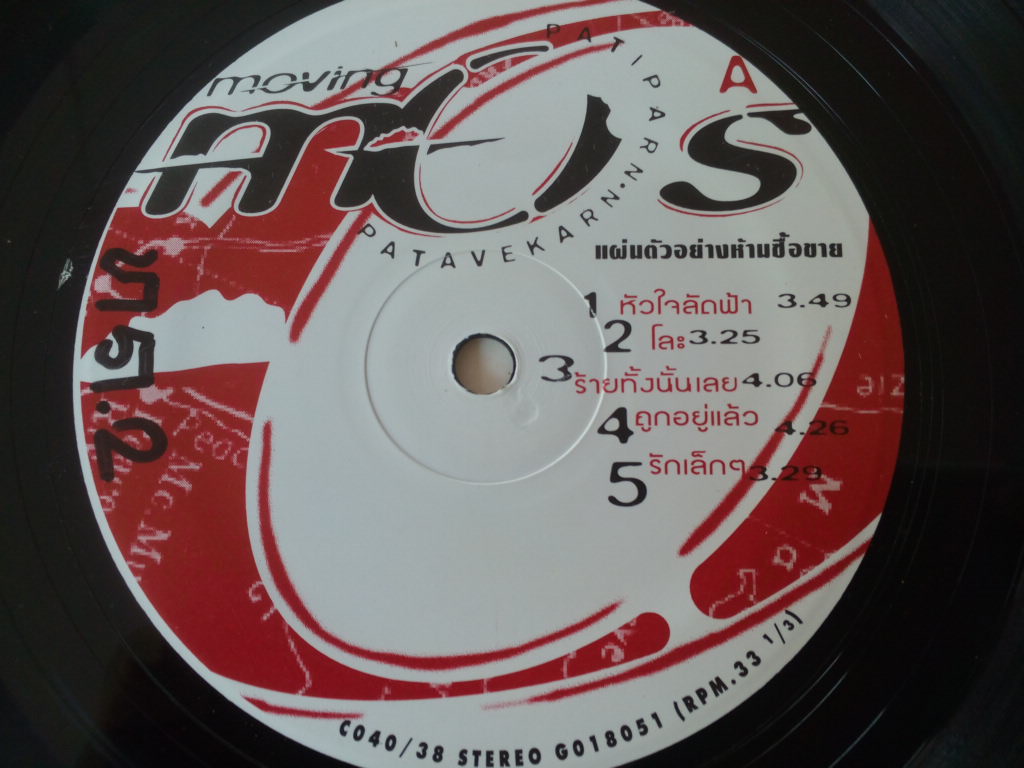 moving
mOs
PATIPARN • PATAVEKARN
A
แผ่นตัวอย่างห้ามซื้อขาย
1 หัวใจลัดฟ้า 3.49
2 โละ 3.25
3 ร้ายทั้งนั้นเลย 4.06
4 ถูกอยู่แล้ว 4.26
5 รักเล็กๆ 3.29
Mc.Mu
CO40/38 STEREO G018051 (RPM.33 1/3)